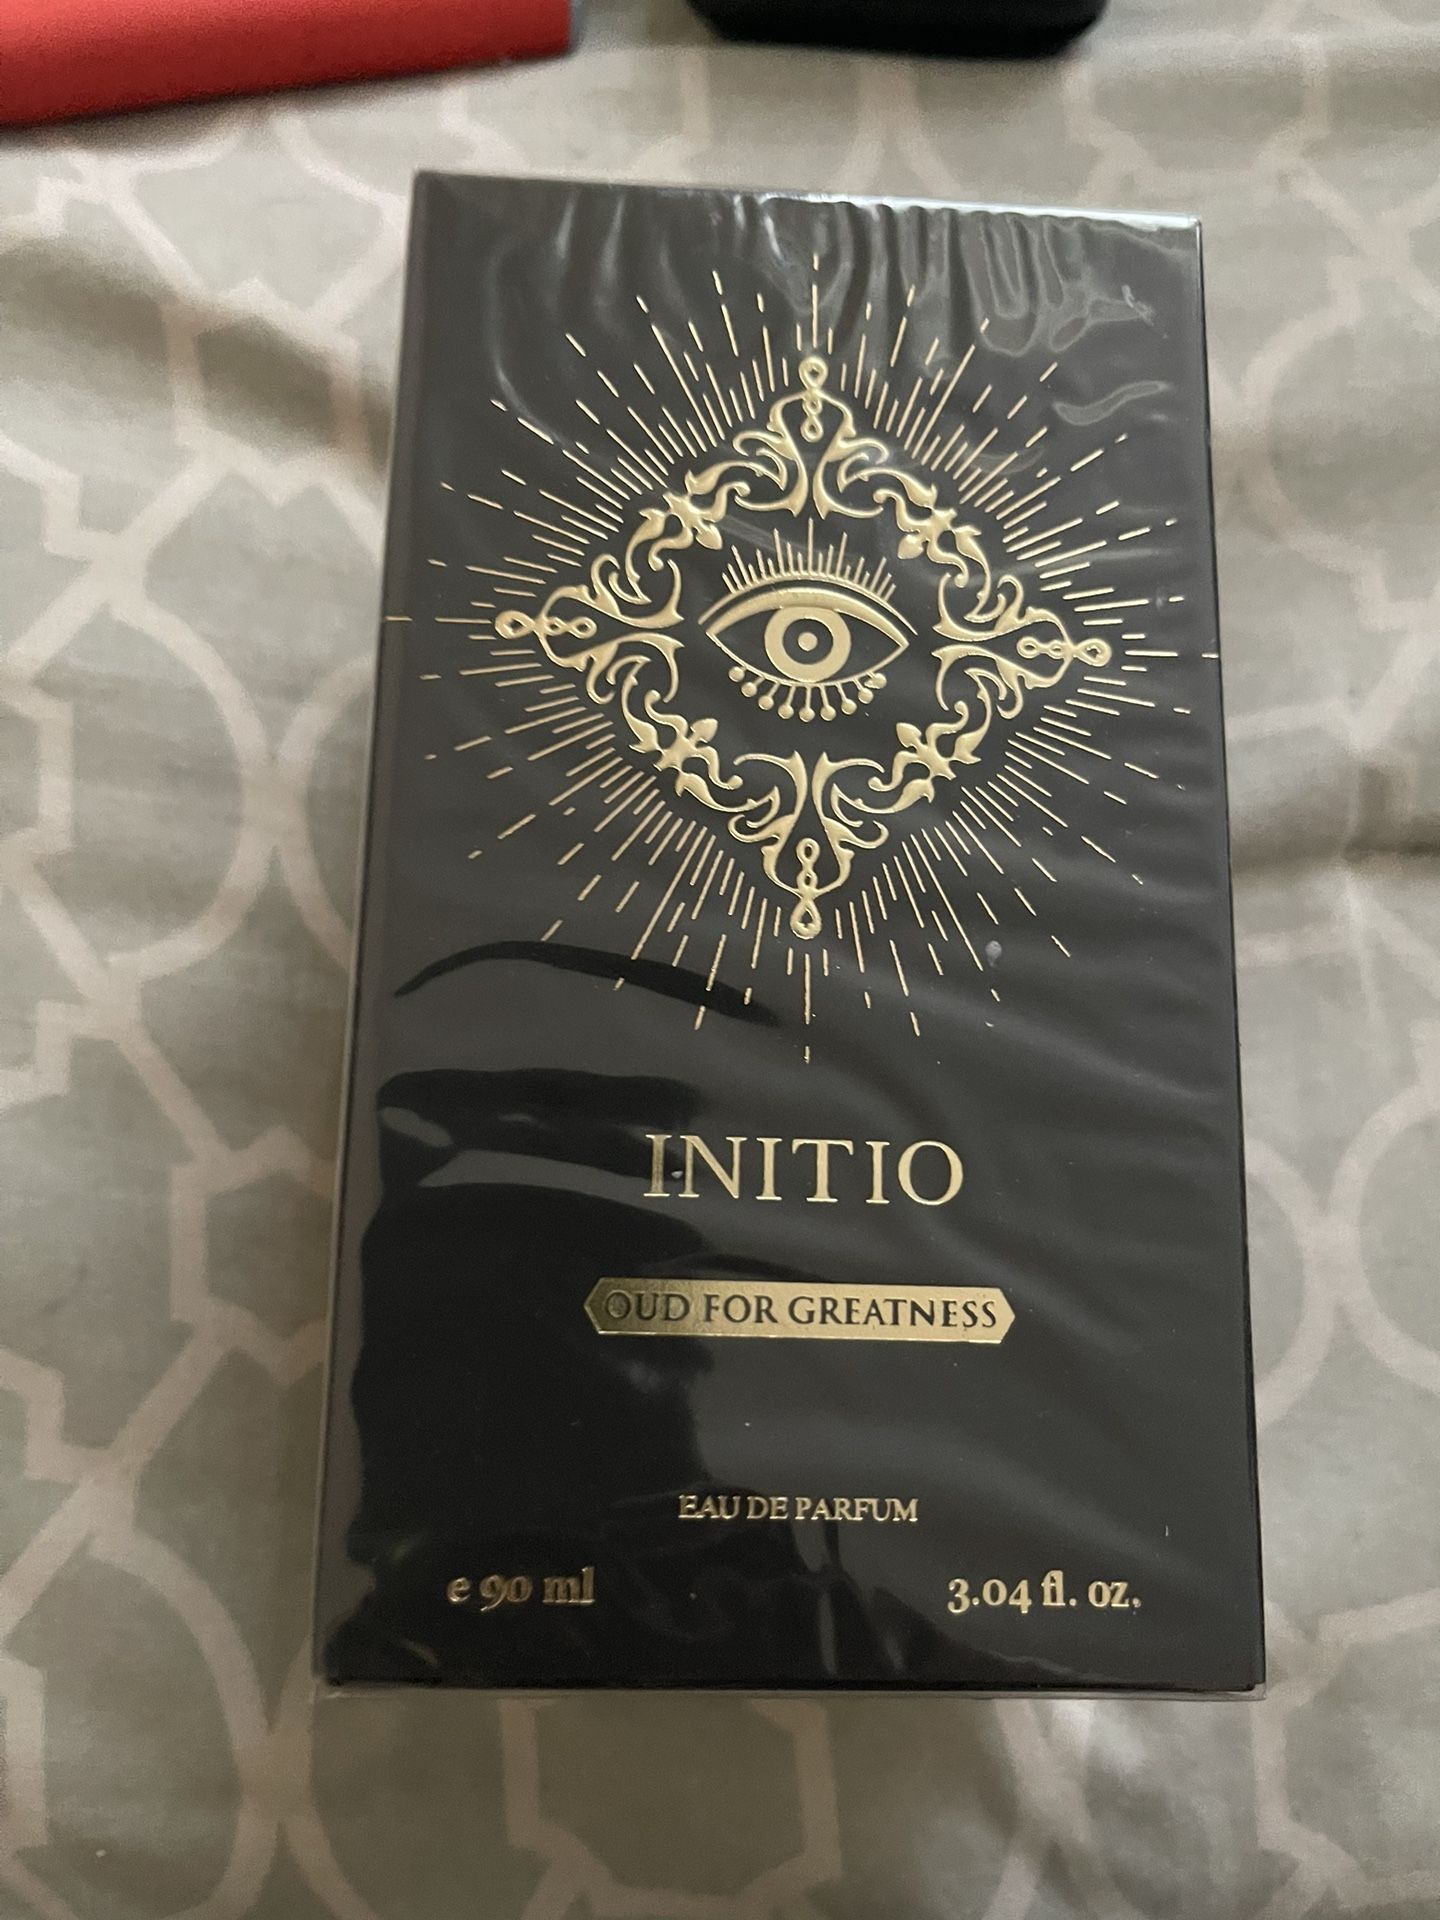 INITIO
OUD FOR GREATNESS
EAU DE PARFUM
e 90 ml
3.04 fl. oz.